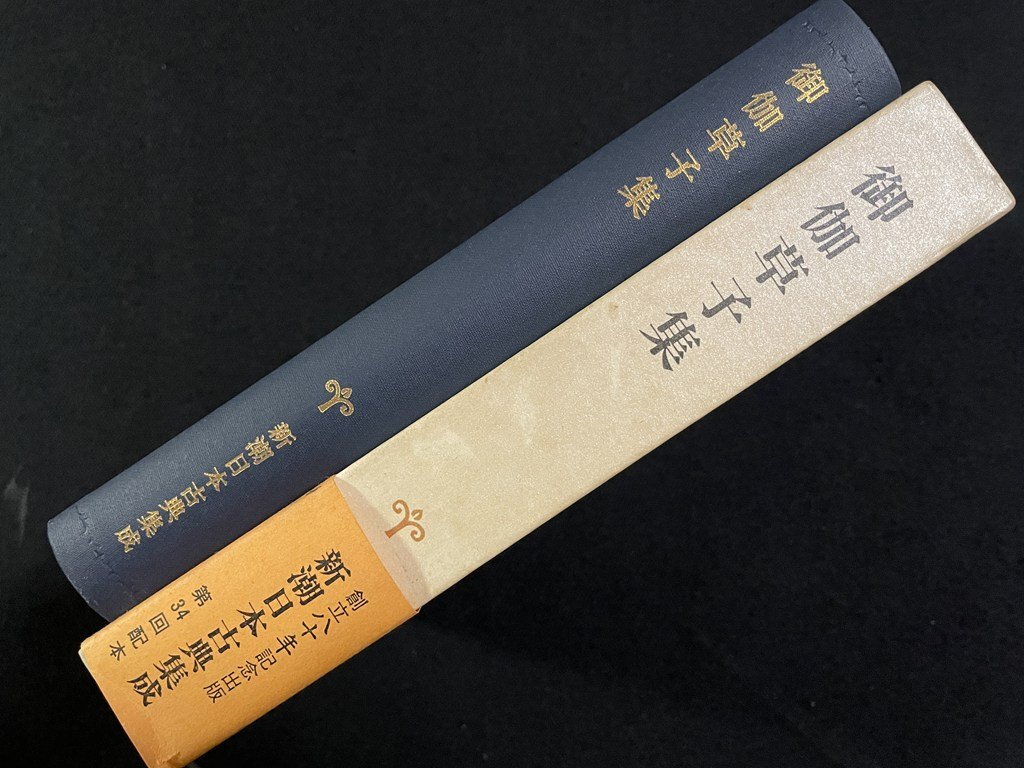 御伽草子集
新潮日本古典集成
御伽草子集
創立八十年記念出版
新潮日本古典集成
第34回配本